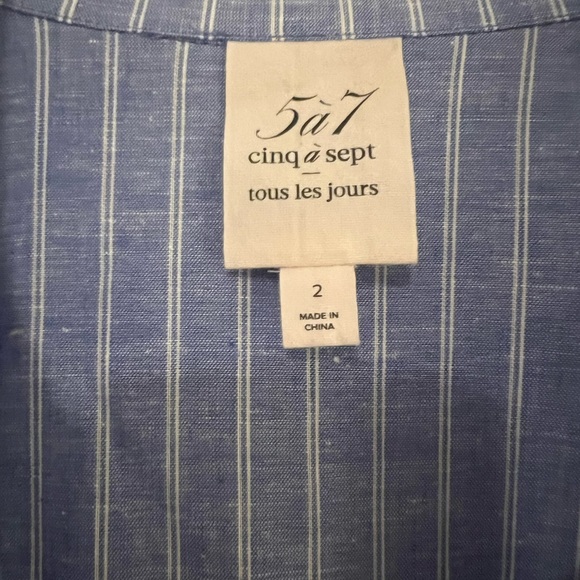 5à7
cinq à sept
tous les jours
2
MADE IN
CHINA